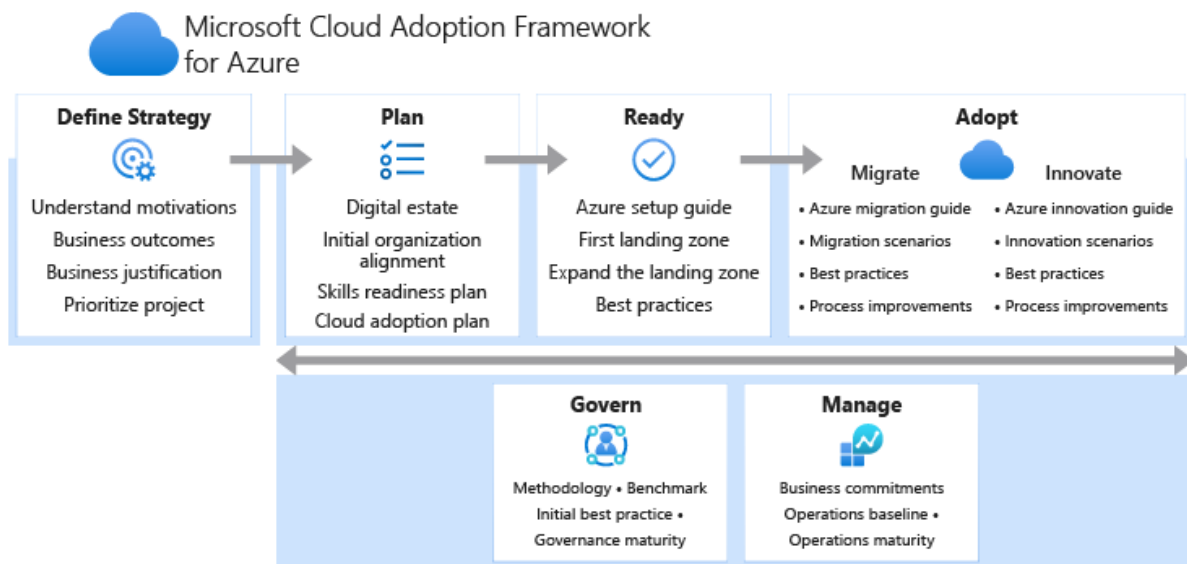 Microsoft Cloud Adoption Framework
for Azure
Define Strategy
Understand motivations
Business outcomes
Business justification
Prioritize project
Plan
Digital estate
Initial organization
alignment
Skills readiness plan
Cloud adoption plan
Ready
Azure setup guide
First landing zone
Expand the landing zone
Best practices
Adopt
Migrate
• Azure migration guide
• Migration scenarios
• Best practices
• Process improvements
Innovate
• Azure innovation guide
• Innovation scenarios
• Best practices
• Process improvements
Govern
Methodology • Benchmark
Initial best practice •
Governance maturity
Manage
Business commitments
Operations baseline •
Operations maturity